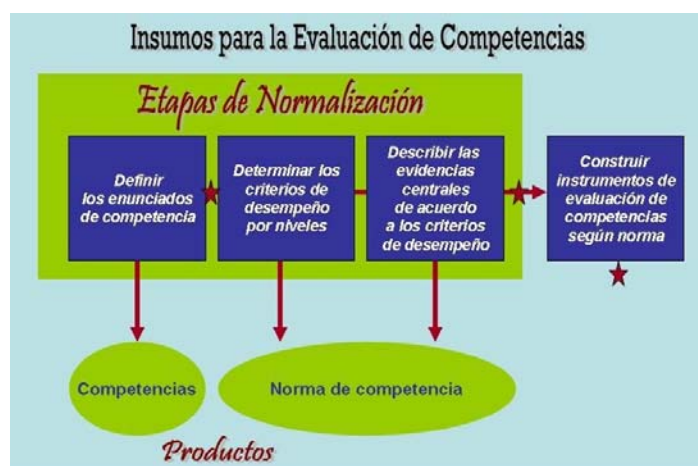 Insumos para la Evaluación de Competencias
Etapas de Normalización
Definir
los enunciados
de competencia
Determinar los
criterios de
desempeño
por niveles
Describir las
evidencias
centrales
de acuerdo
a los criterios
de desempeño
Construir
instrumentos de
evaluación de
competencias
según norma
Competencias
Norma de competencia
Productos